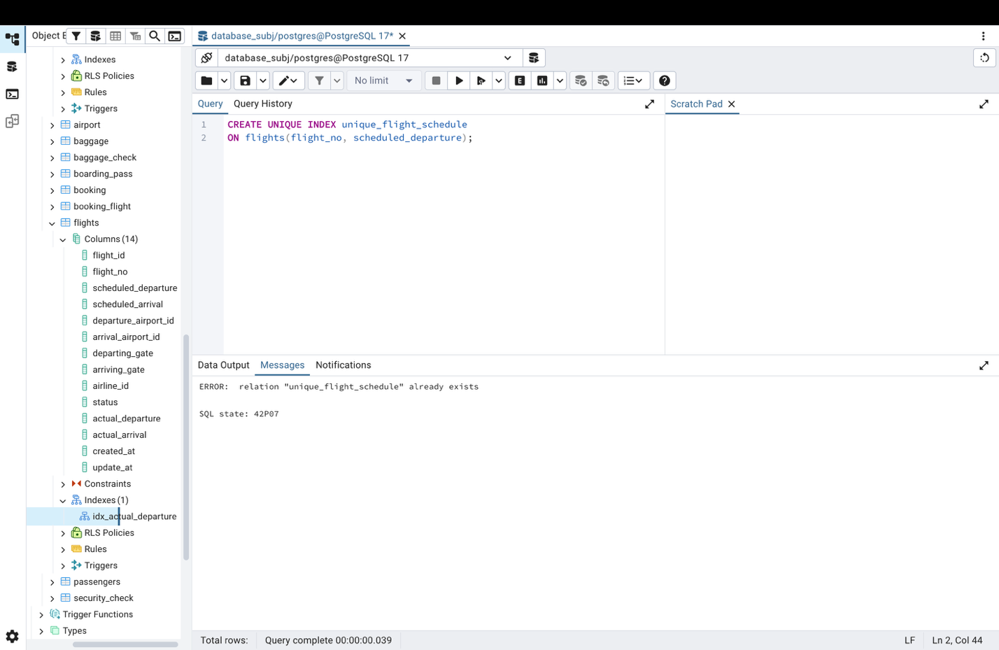 Object E
database_subj/postgres@PostgreSQL 17*
database_subj/postgres@PostgreSQL 17
No limit
E
Query
Query History
Scratch Pad
1 CREATE UNIQUE INDEX unique_flight_schedule
2 ON flights(flight_no, scheduled_departure);
Indexes
RLS Policies
Rules
Triggers
airport
baggage
baggage_check
boarding_pass
booking
booking_flight
flights
Columns (14)
flight_id
flight_no
scheduled_departure
scheduled_arrival
departure_airport_id
arrival_airport_id
departing_gate
arriving_gate
airline_id
status
actual_departure
actual_arrival
created_at
update_at
Constraints
Indexes (1)
idx_actual_departure
RLS Policies
Rules
Triggers
passengers
security_check
Trigger Functions
Types
Data Output
Messages
Notifications
ERROR:  relation "unique_flight_schedule" already exists
SQL state: 42P07
Total rows:
Query complete 00:00:00.039
LF
Ln 2, Col 44